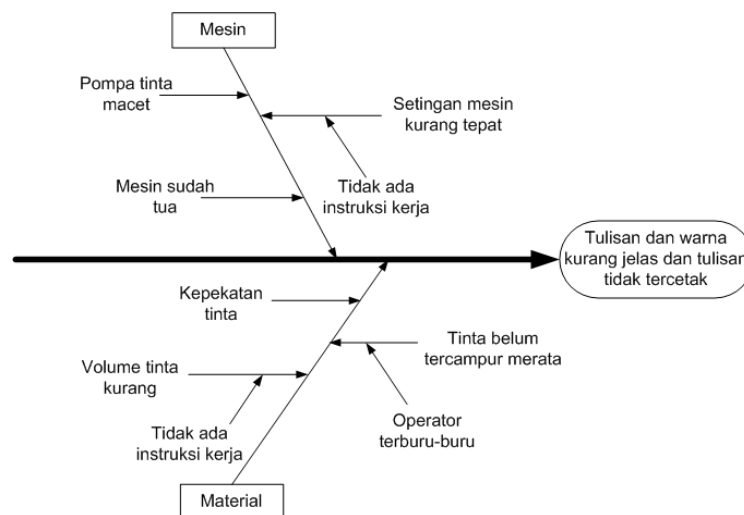 Mesin
Pompa tinta
macet
Setingan mesin
kurang tepat
Mesin sudah
tua
Tidak ada
instruksi kerja
Tulisan dan warna
kurang jelas dan tulisan
tidak tercetak
Kepekatan
tinta
Tinta belum
tercampur merata
Volume tinta
kurang
Operator
terburu-buru
Tidak ada
instruksi kerja
Material